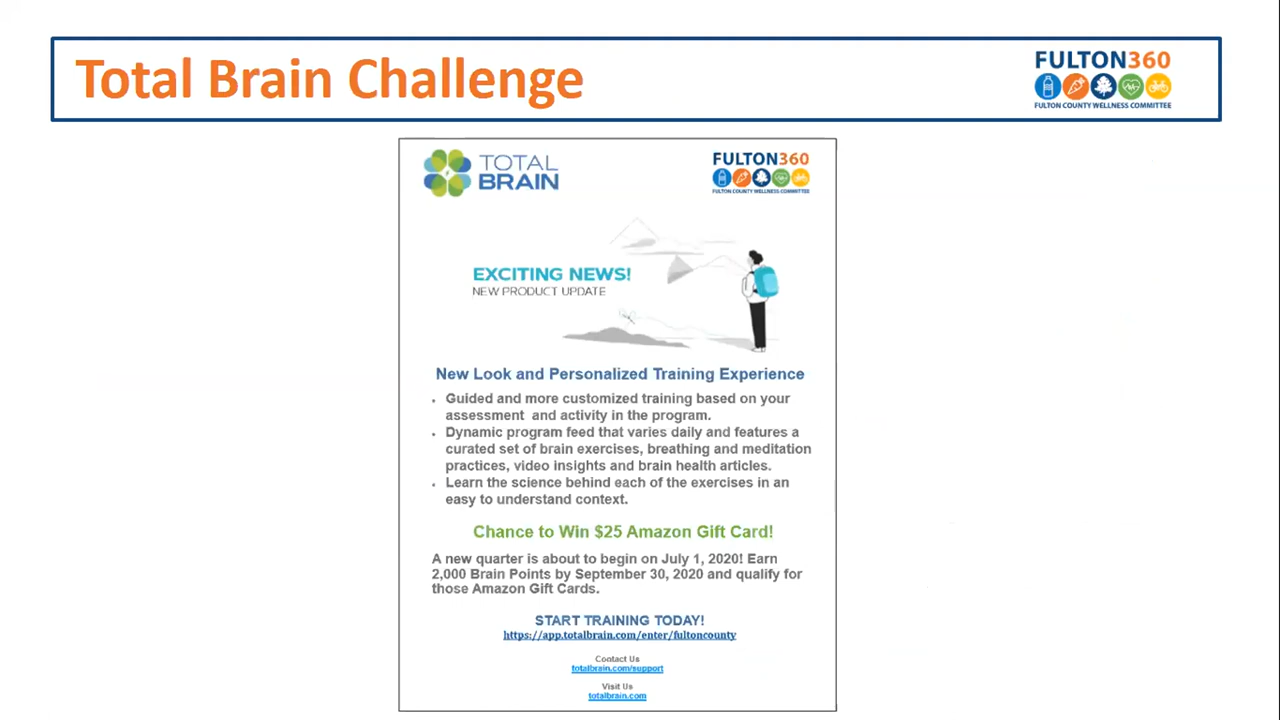 Total Brain Challenge
FULTON360
FULTON COUNTY WELLNESS COMMITTEE
TOTAL
BRAIN
FULTON360
FULTON COUNTY WELLNESS COMMITTEE
EXCITING NEWS!
NEW PRODUCT UPDATE
New Look and Personalized Training Experience
• Guided and more customized training based on your
assessment and activity in the program.
• Dynamic program feed that varies daily and features a
curated set of brain exercises, breathing and meditation
practices, video insights and brain health articles.
• Learn the science behind each of the exercises in an
easy to understand context.
Chance to Win $25 Amazon Gift Card!
A new quarter is about to begin on July 1, 2020! Earn
2,000 Brain Points by September 30, 2020 and qualify for
those Amazon Gift Cards.
START TRAINING TODAY!
https://app.totalbrain.com/enter/fultoncounty
Contact Us
totalbrain.com/support
Visit Us
totalbrain.com